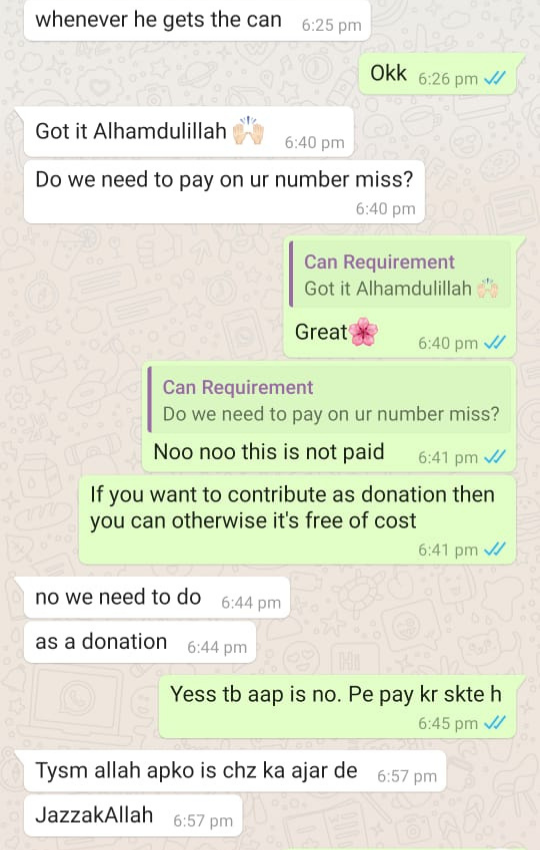 whenever he gets the can 6:25 pm
Okk 6:26 pm
Got it Alhamdulillah 🙌🏻 6:40 pm
Do we need to pay on ur number miss?
6:40 pm
Can Requirement
Got it Alhamdulillah 🙌🏻
Great🌸 6:40 pm
Can Requirement
Do we need to pay on ur number miss?
Noo noo this is not paid 6:41 pm
If you want to contribute as donation then
you can otherwise it's free of cost
6:41 pm
no we need to do 6:44 pm
as a donation 6:44 pm
Yess tb aap is no. Pe pay kr skte h
6:45 pm
Tysm allah apko is chz ka ajar de 6:57 pm
JazzakAllah 6:57 pm